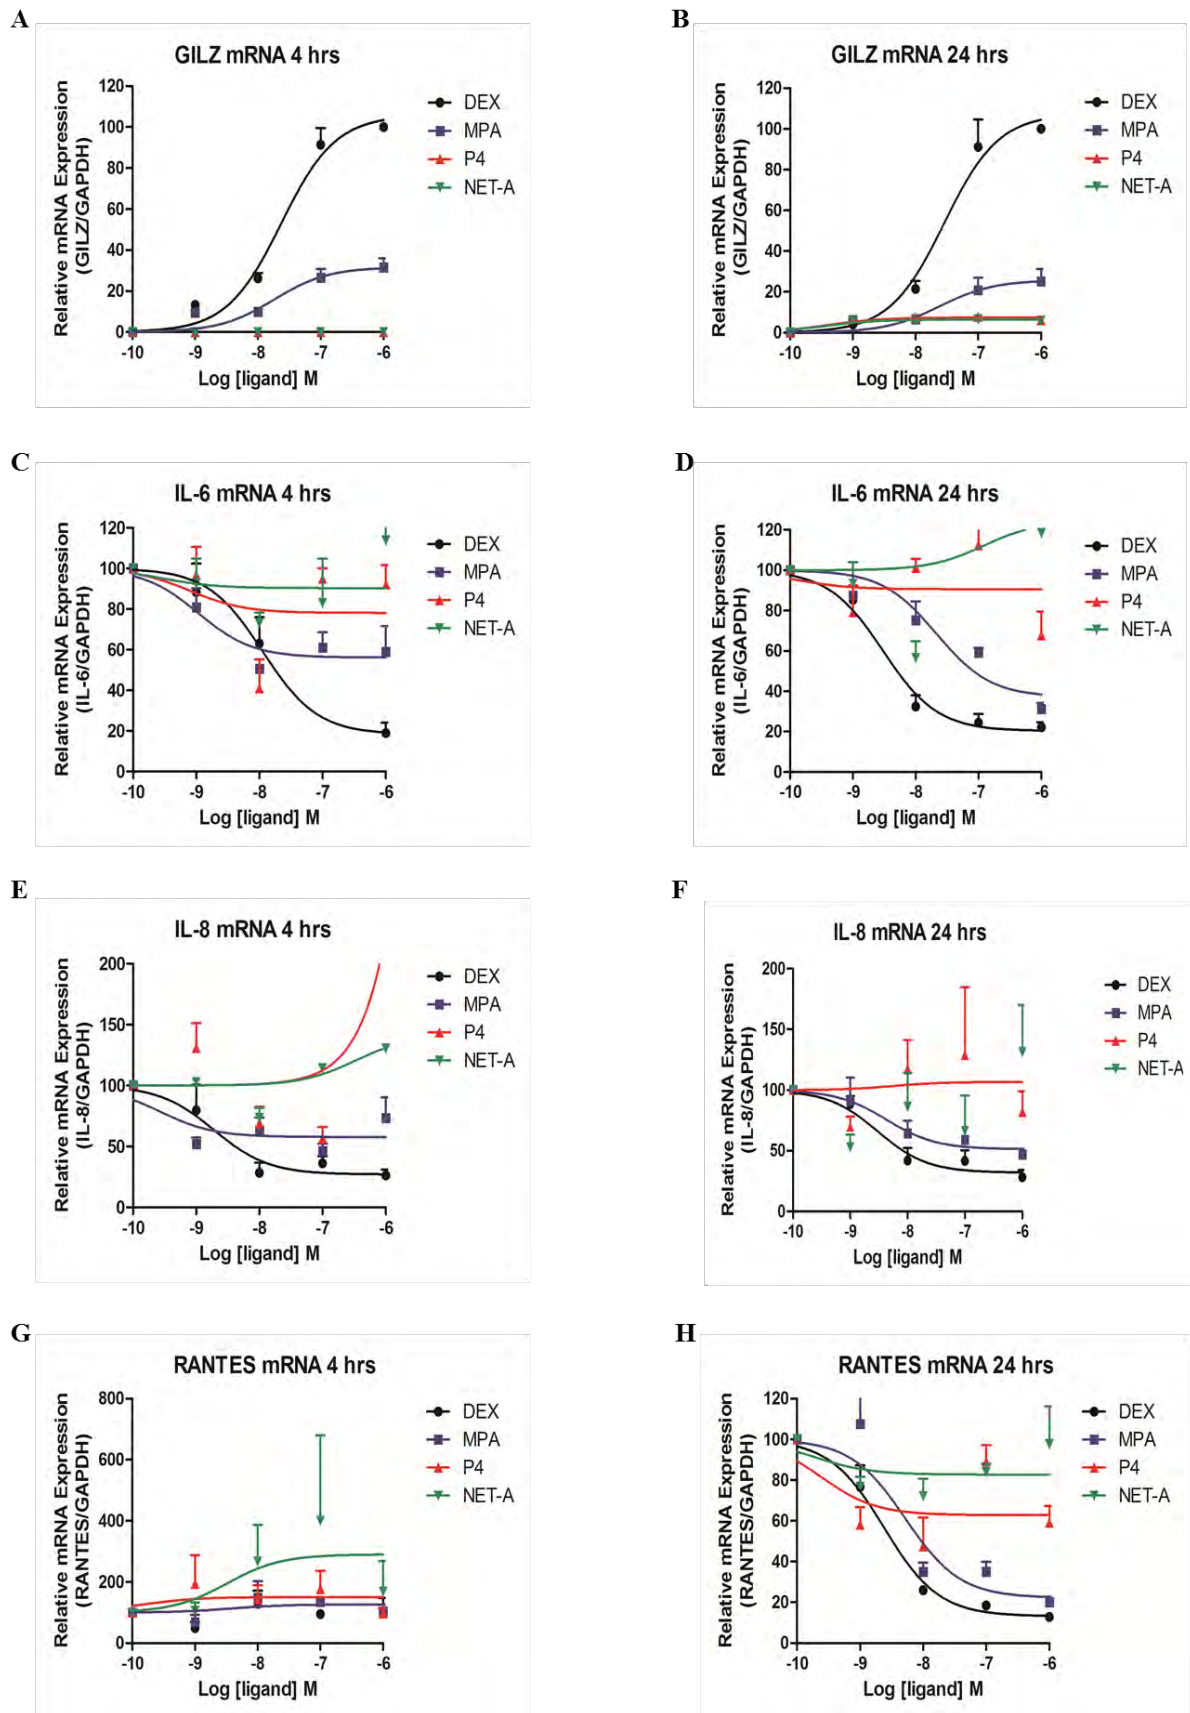 A
GILZ mRNA 4 hrs
Relative mRNA Expression
(GILZ/GAPDH)
120
100
80
60
40
20
0
-10 -9 -8 -7 -6
Log [ligand] M
DEX
MPA
P4
NET-A
B
GILZ mRNA 24 hrs
Relative mRNA Expression
(GILZ/GAPDH)
120
100
80
60
40
20
0
-10 -9 -8 -7 -6
Log [ligand] M
DEX
MPA
P4
NET-A
C
IL-6 mRNA 4 hrs
Relative mRNA Expression
(IL-6/GAPDH)
120
100
80
60
40
20
0
-10 -9 -8 -7 -6
Log [ligand] M
DEX
MPA
P4
NET-A
D
IL-6 mRNA 24 hrs
Relative mRNA Expression
(IL-6/GAPDH)
120
100
80
60
40
20
0
-10 -9 -8 -7 -6
Log [ligand] M
DEX
MPA
P4
NET-A
E
IL-8 mRNA 4 hrs
Relative mRNA Expression
(IL-8/GAPDH)
200
150
100
50
0
-10 -9 -8 -7 -6
Log [ligand] M
DEX
MPA
P4
NET-A
F
IL-8 mRNA 24 hrs
Relative mRNA Expression
(IL-8/GAPDH)
200
150
100
50
0
-10 -9 -8 -7 -6
Log [ligand] M
DEX
MPA
P4
NET-A
G
RANTES mRNA 4 hrs
Relative mRNA Expression
(RANTES/GAPDH)
800
600
400
200
0
-10 -9 -8 -7 -6
Log [ligand] M
DEX
MPA
P4
NET-A
H
RANTES mRNA 24 hrs
Relative mRNA Expression
(RANTES/GAPDH)
120
100
80
60
40
20
0
-10 -9 -8 -7 -6
Log [ligand] M
DEX
MPA
P4
NET-A